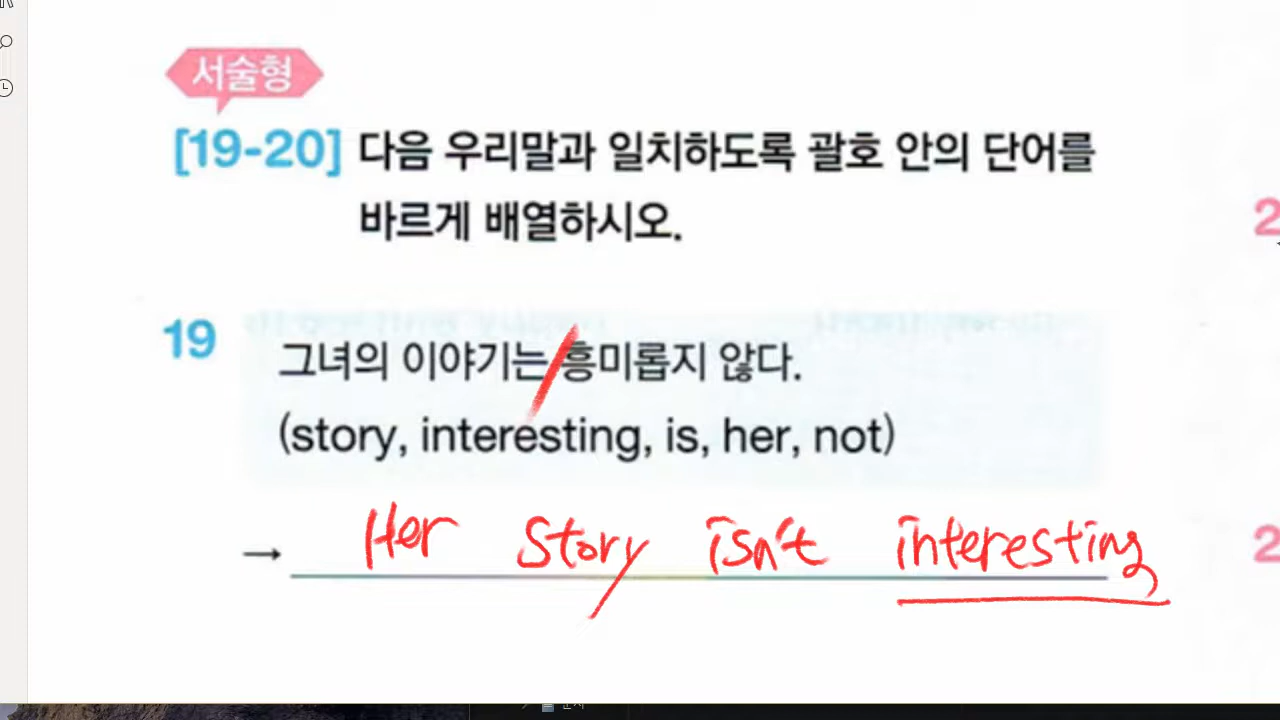 서술형
[19-20] 다음 우리말과 일치하도록 괄호 안의 단어를
바르게 배열하시오.
19
그녀의 이야기는 / 흥미롭지 않다.
(story, interesting, is, her, not)
→ Her story isn't interesting
2
2